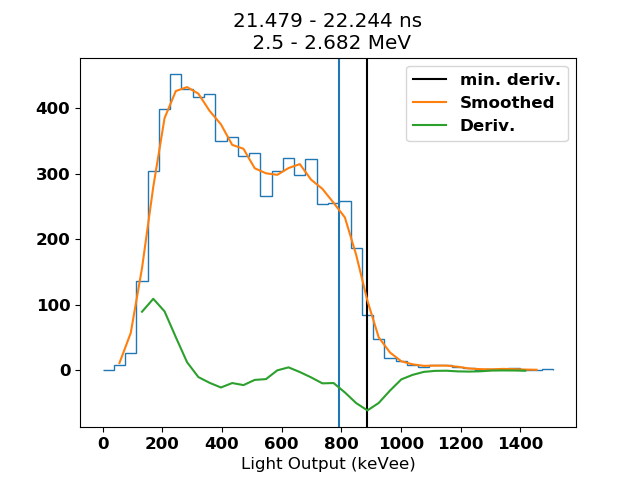 21.479 - 22.244 ns
2.5 - 2.682 MeV
min. deriv.
Smoothed
Deriv.
400
300
200
100
0
0 200 400 600 800 1000 1200 1400
Light Output (keVee)